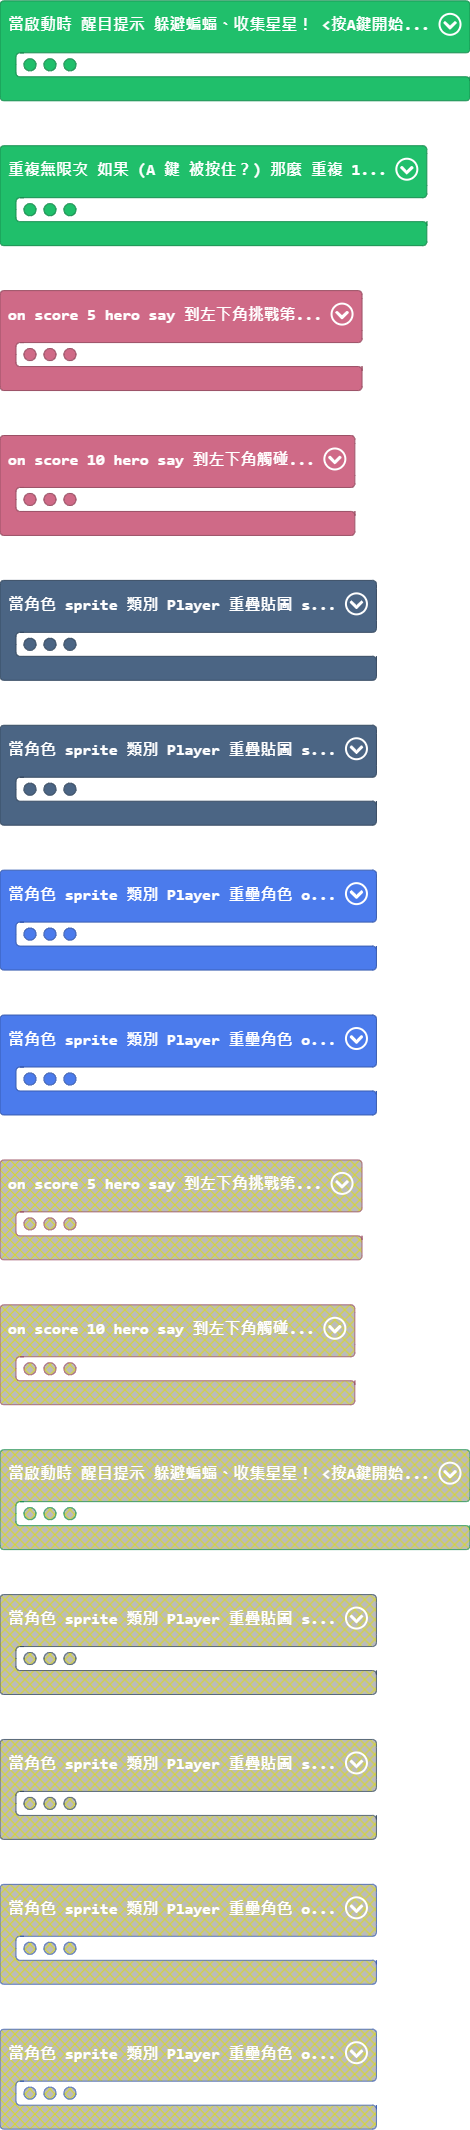 當啟動時 醒目提示 躲避蝙蝠、收集星星！ <按A鍵開始...
重複無限次 如果 (A 鍵 被按住？) 那麼 重複 1...
on score 5 hero say 到左下角挑戰第...
on score 10 hero say 到左下角觸碰...
當角色 sprite 類別 Player 重疊貼圖 s...
當角色 sprite 類別 Player 重疊貼圖 s...
當角色 sprite 類別 Player 重壘角色 o...
當角色 sprite 類別 Player 重壘角色 o...
on score 5 hero say 到左下角挑戰第...
on score 10 hero say 到左下角觸碰...
當啟動時 醒目提示 躲避蝙蝠、收集星星！ <按A鍵開始...
當角色 sprite 類別 Player 重疊貼圖 s...
當角色 sprite 類別 Player 重疊貼圖 s...
當角色 sprite 類別 Player 重壘角色 o...
當角色 sprite 類別 Player 重壘角色 o...